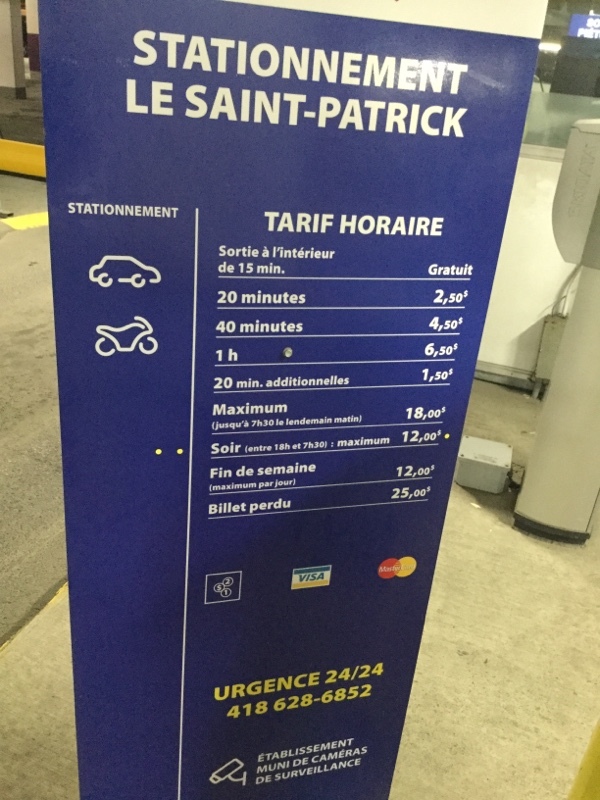 STATIONNEMENT
LE SAINT-PATRICK
STATIONNEMENT
TARIF HORAIRE
Sortie à l'intérieur
de 15 min. Gratuit
20 minutes 2,50$
40 minutes 4,50$
1 h 6,50$
20 min. additionnelles 1,50$
Maximum 18,00$
(jusqu'à 7h30 le lendemain matin)
Soir (entre 18h et 7h30) : maximum 12,00$
Fin de semaine 12,00$
(maximum par jour)
Billet perdu 25,00$
$ 2 1
VISA
URGENCE 24/24
418 628-6852
ÉTABLISSEMENT
MUNI DE CAMÉRAS
DE SURVEILLANCE